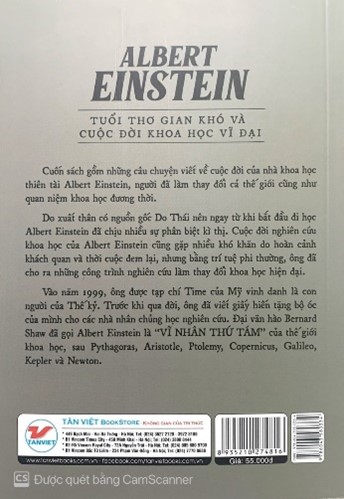 ALBERT
EINSTEIN
TUỔI THƠ GIAN KHÓ VÀ
CUỘC ĐỜI KHOA HỌC VĨ ĐẠI
Cuốn sách gồm những câu chuyện viết về cuộc đời của nhà khoa học
thiên tài Albert Einstein, người đã làm thay đổi cả thế giới cũng như
quan niệm khoa học đương thời.
Do xuất thân có nguồn gốc Do Thái nên ngay từ khi bắt đầu đi học
Albert Einstein đã chịu nhiều sự phân biệt kì thị. Cuộc đời nghiên cứu
khoa học của Albert Einstein cũng gặp nhiều khó khăn do hoàn cảnh
khách quan và thời cuộc đem lại, nhưng bằng trí tuệ phi thường, ông đã
cho ra những công trình nghiên cứu làm thay đổi khoa học hiện đại.
Vào năm 1999, ông được tạp chí Time của Mỹ vinh danh là con
người của Thế kỷ. Trước khi qua đời, ông đã viết giấy hiến tặng bộ óc
của mình cho các nhà nhân chủng học nghiên cứu. Đại văn hào Bernard
Shaw đã gọi Albert Einstein là “VĨ NHÂN THỨ TÁM” của thế giới
khoa học, sau Pythagoras, Aristotle, Ptolemy, Copernicus, Galileo,
Kepler và Newton.
TÂN VIỆT BOOKSTORE
TANVIET
8935210274816
Giá: 55.000đ
CS Được quét bằng CamScanner